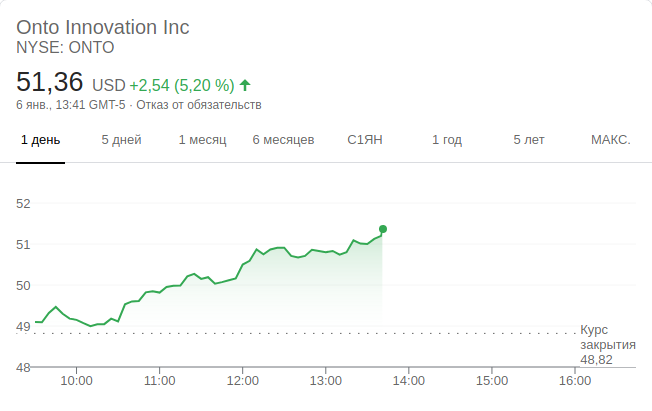 Onto Innovation Inc
NYSE: ONTO
51,36 USD +2,54 (5,20 %)
6 янв., 13:41 GMT-5 · Отказ от обязательств
1 день 5 дней 1 месяц 6 месяцев С1ЯН 1 год 5 лет МАКС.
52
51
50
49
Курс
закрытия
48,82
48
10:00 11:00 12:00 13:00 14:00 15:00 16:00